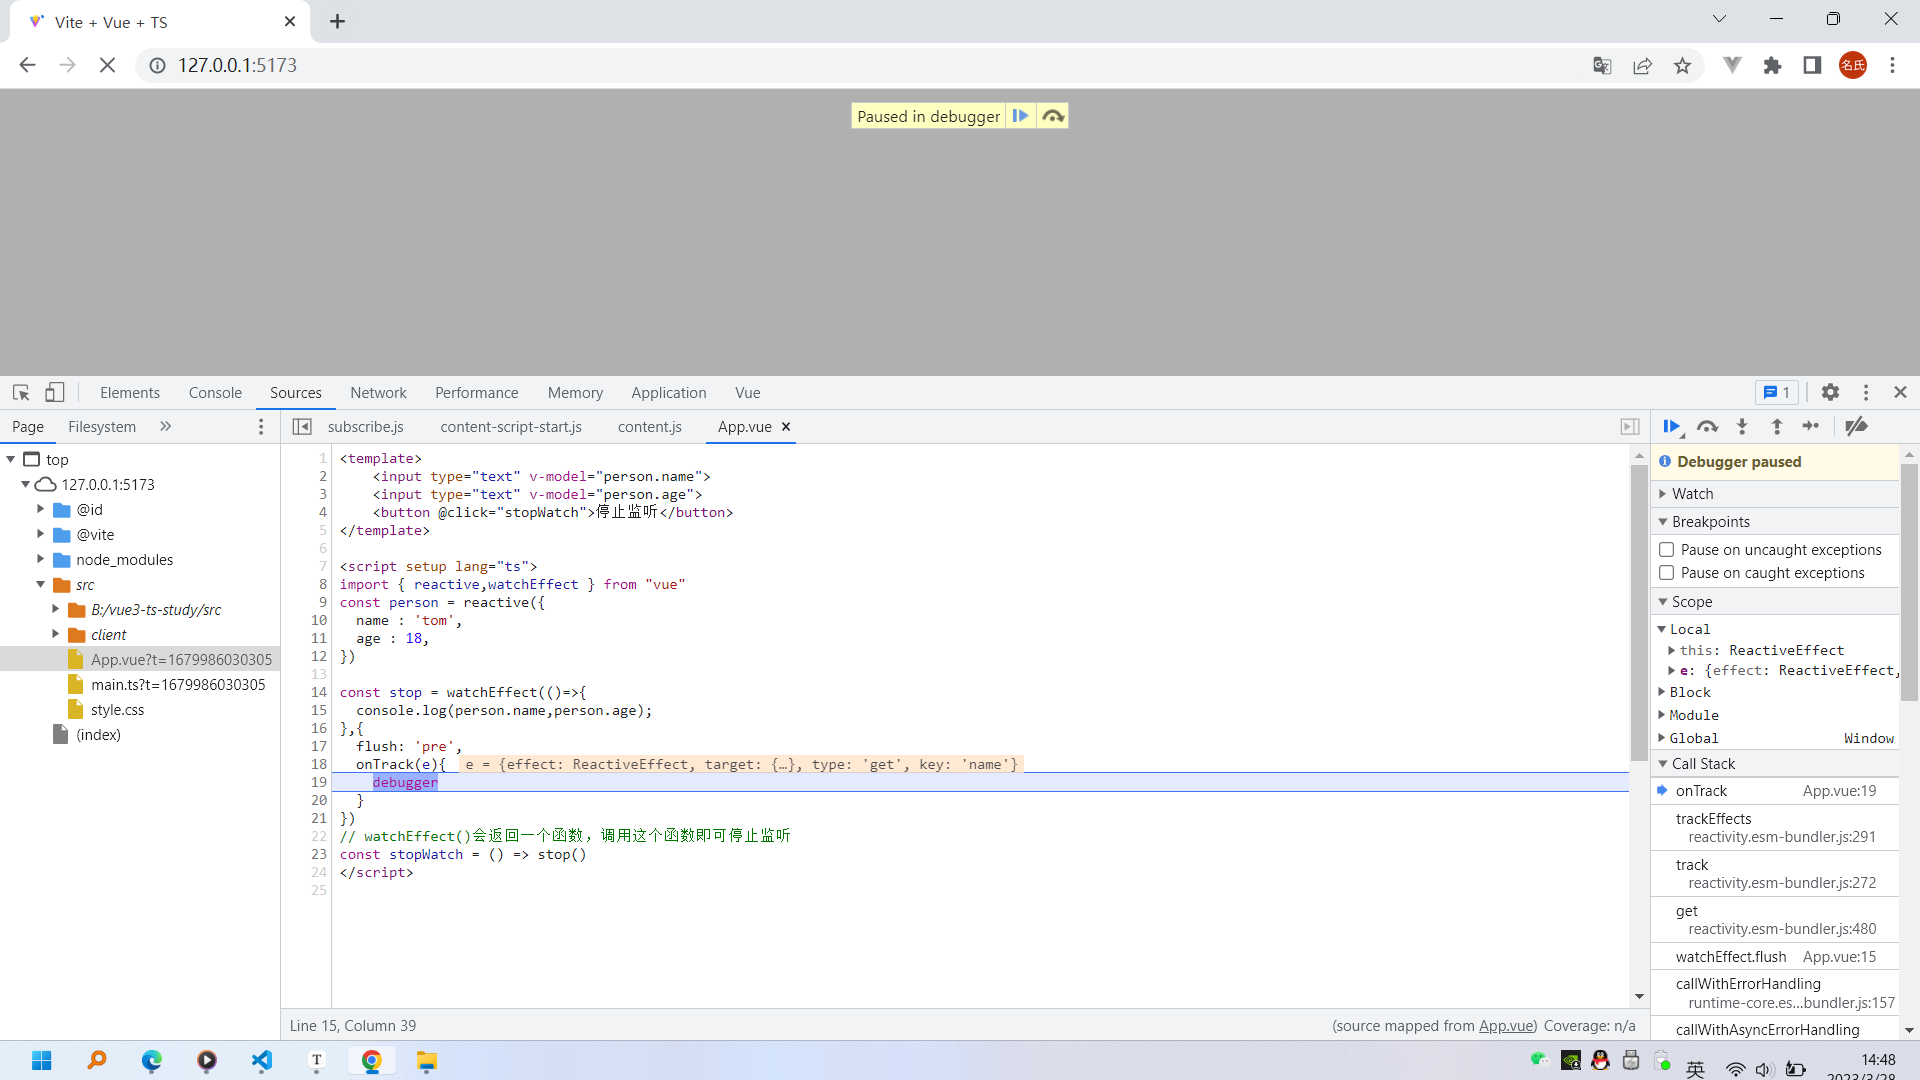 Vite + Vue + TS
127.0.0.1:5173
名氏
Paused in debugger
Elements Console Sources Network Performance Memory Application Vue
1
Page Filesystem
subscribe.js content-script-start.js content.js App.vue
top
127.0.0.1:5173
@id
@vite
node_modules
src
B:/vue3-ts-study/src
client
App.vue?t=1679986030305
main.ts?t=1679986030305
style.css
(index)
1 <template>
2     <input type="text" v-model="person.name">
3     <input type="text" v-model="person.age">
4     <button @click="stopWatch">停止监听</button>
5 </template>
6
7 <script setup lang="ts">
8 import { reactive,watchEffect } from "vue"
9 const person = reactive({
10   name : 'tom',
11   age : 18,
12 })
13
14 const stop = watchEffect(()=>{
15   console.log(person.name,person.age);
16 },{
17   flush: 'pre',
18   onTrack(e){ e = {effect: ReactiveEffect, target: {…}, type: 'get', key: 'name'}
19     debugger
20   }
21 })
22 // watchEffect()会返回一个函数，调用这个函数即可停止监听
23 const stopWatch = () => stop()
24 </script>
25
Line 15, Column 39
(source mapped from App.vue) Coverage: n/a
Debugger paused
Watch
Breakpoints
Pause on uncaught exceptions
Pause on caught exceptions
Scope
Local
this: ReactiveEffect
e: {effect: ReactiveEffect,
Block
Module
Global Window
Call Stack
onTrack App.vue:19
trackEffects
reactivity.esm-bundler.js:291
track
reactivity.esm-bundler.js:272
get
reactivity.esm-bundler.js:480
watchEffect.flush App.vue:15
callWithErrorHandling
runtime-core.es…bundler.js:157
callWithAsyncErrorHandling
T
英
14:48
2023/3/28